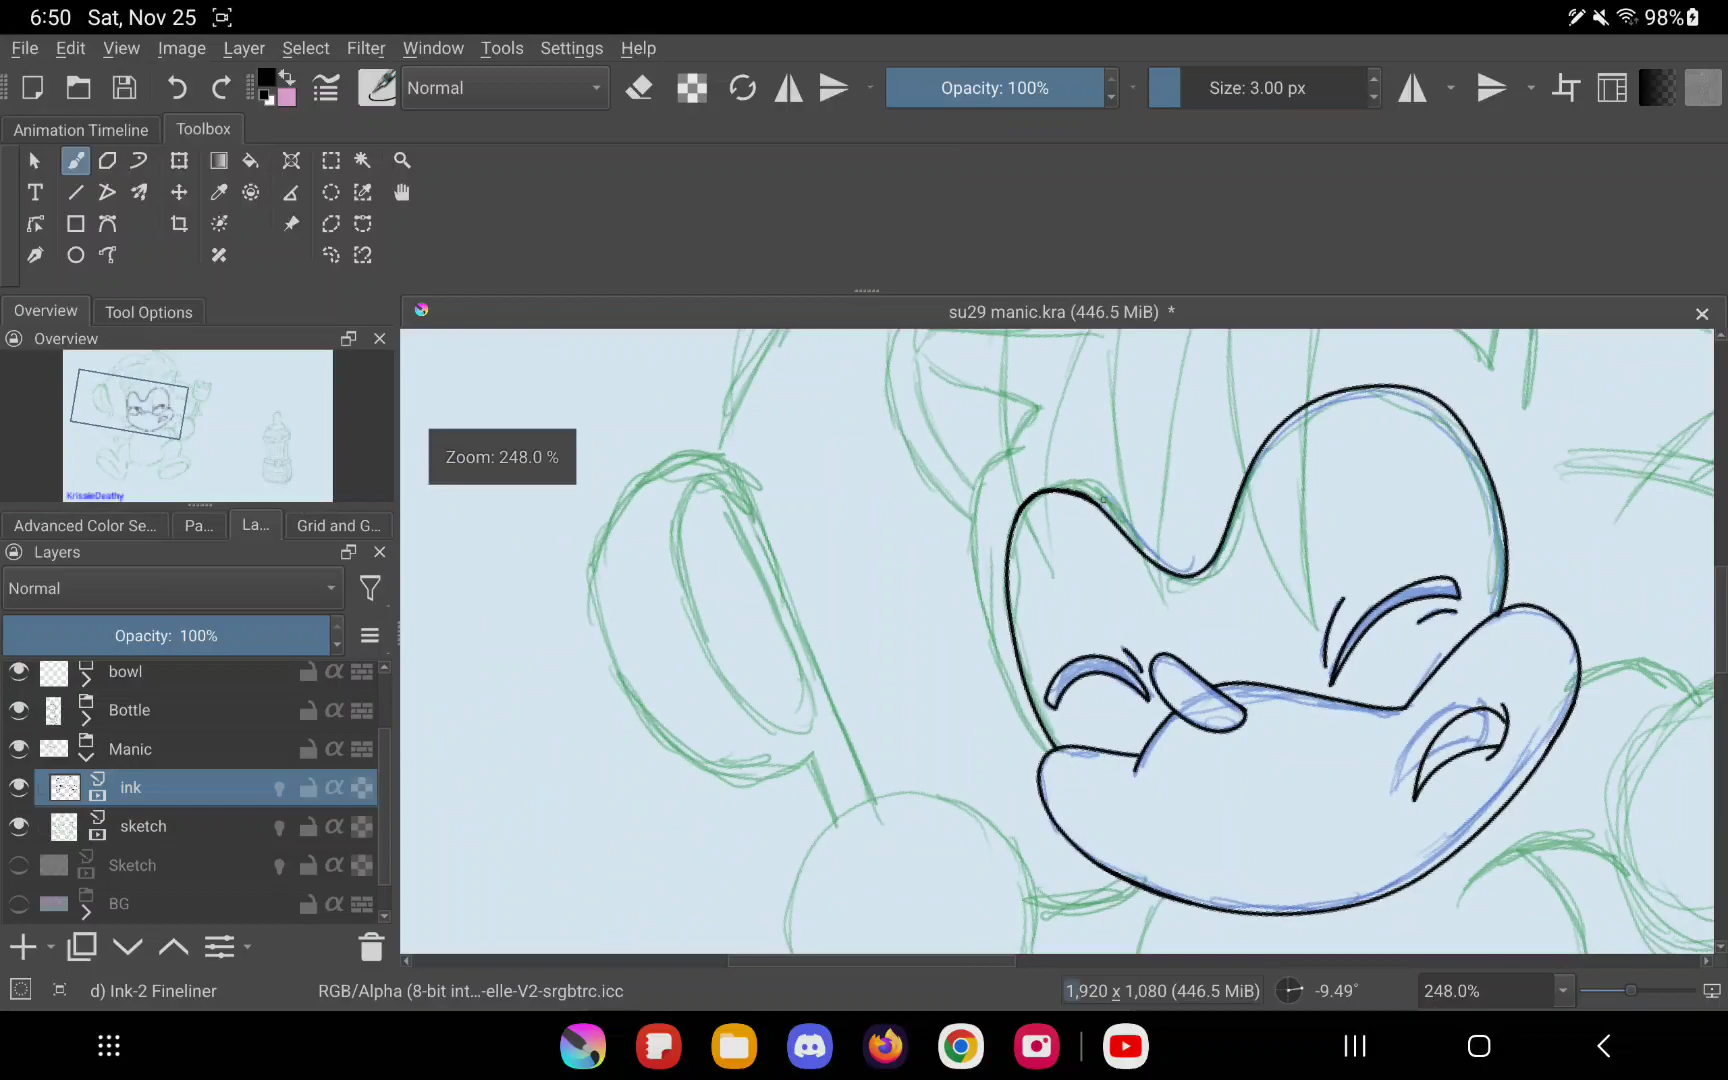 6:50 Sat, Nov 25 98%
File Edit View Image Layer Select Filter Window Tools Settings Help
Normal Opacity: 100% Size: 3.00 px
Animation Timeline Toolbox
Overview Tool Options
su29 manic.kra (446.5 MiB) *
Overview
Zoom: 248.0 %
KrissieDeathy
Advanced Color Se... Pa... La... Grid and G...
Layers
Normal
Opacity: 100%
bowl
Bottle
Manic
ink
sketch
Sketch
BG
d) Ink-2 Fineliner RGB/Alpha (8-bit int...-elle-V2-srgbtrc.icc 1,920 x 1,080 (446.5 MiB) -9.49° 248.0%